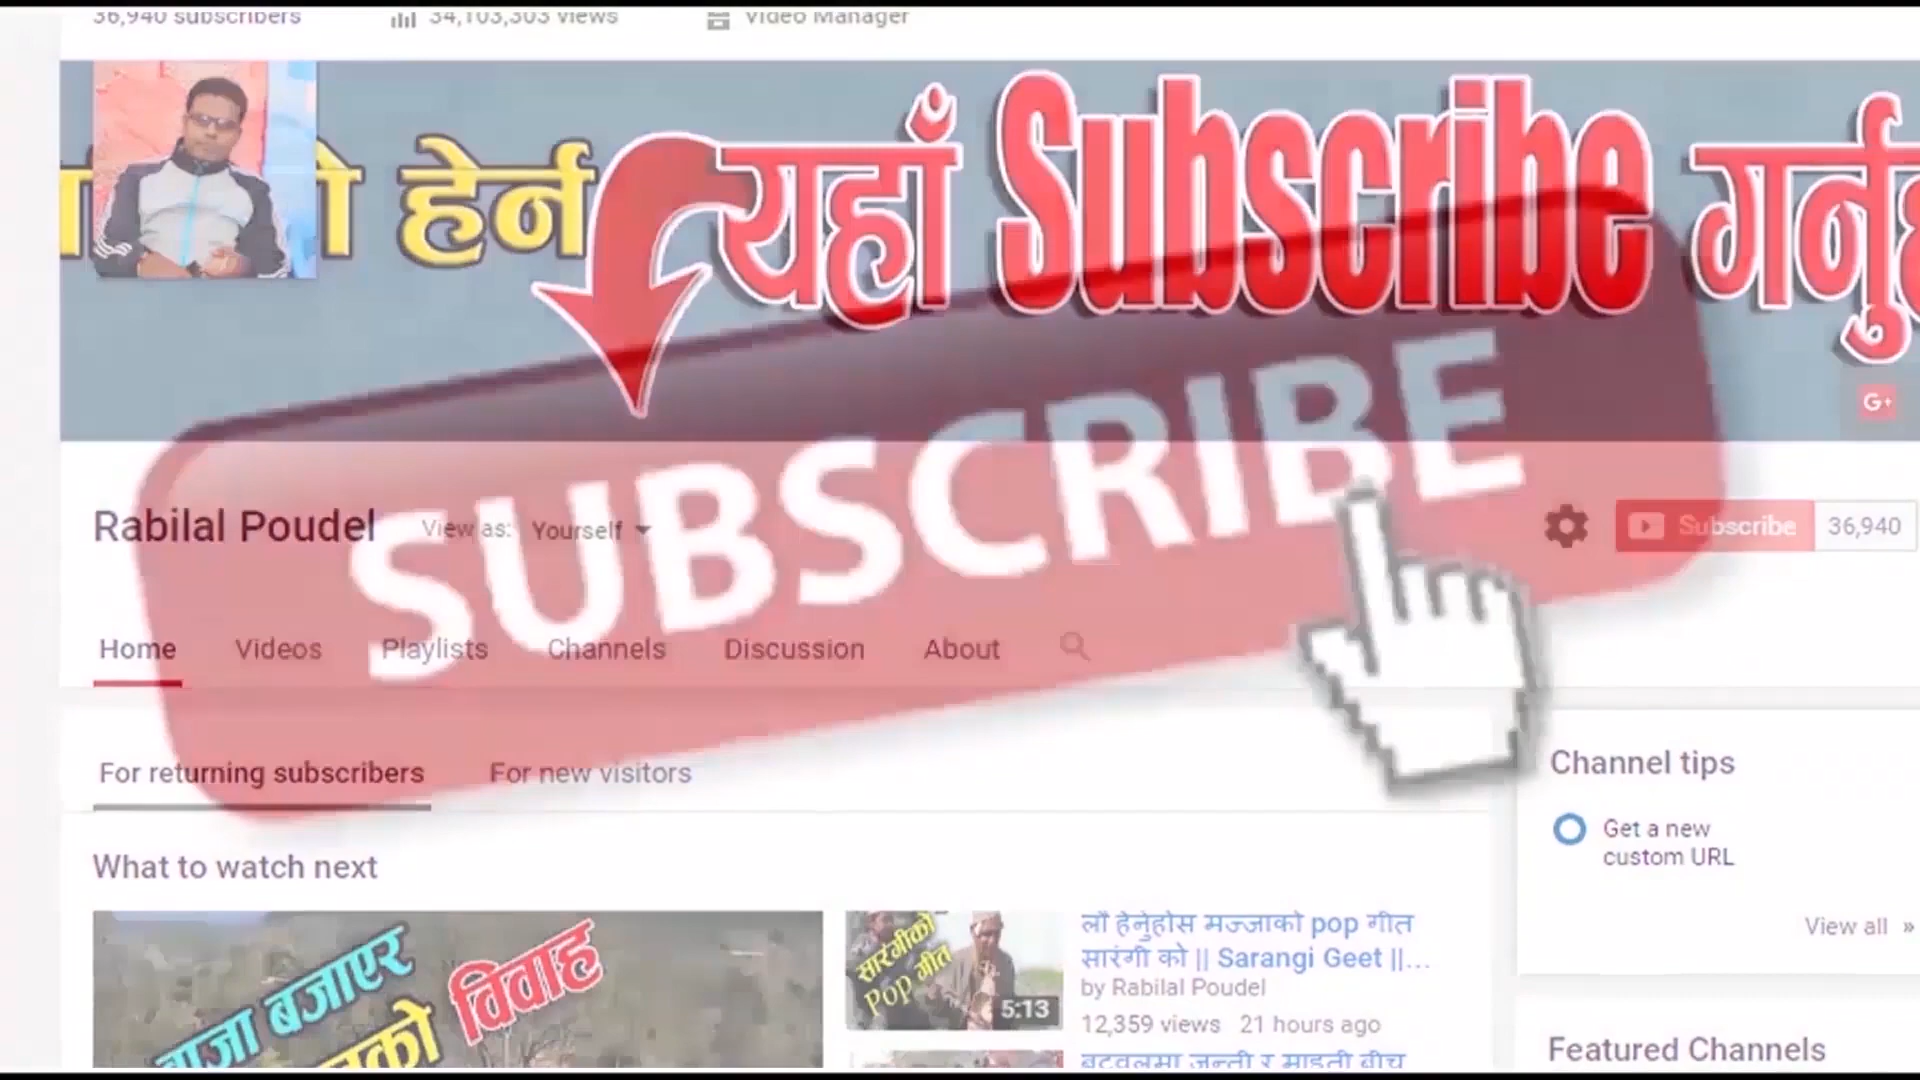 36,940 subscribers
34,103,303 views
Video Manager
हेर्न
यहाँ Subscribe
SUBSCRIBE
Rabilal Poudel
View as: Yourself
Subscribe 36,940
Home Videos Playlists Channels Discussion About
For returning subscribers For new visitors
Channel tips
Get a new
custom URL
View all »
What to watch next
बजाएर
विवाह
सारंगीको
Pop गीत
5:13
लौ हेर्नुहोस मज्जाको pop गीत
सारंगी को || Sarangi Geet ||...
by Rabilal Poudel
12,359 views 21 hours ago
Featured Channels